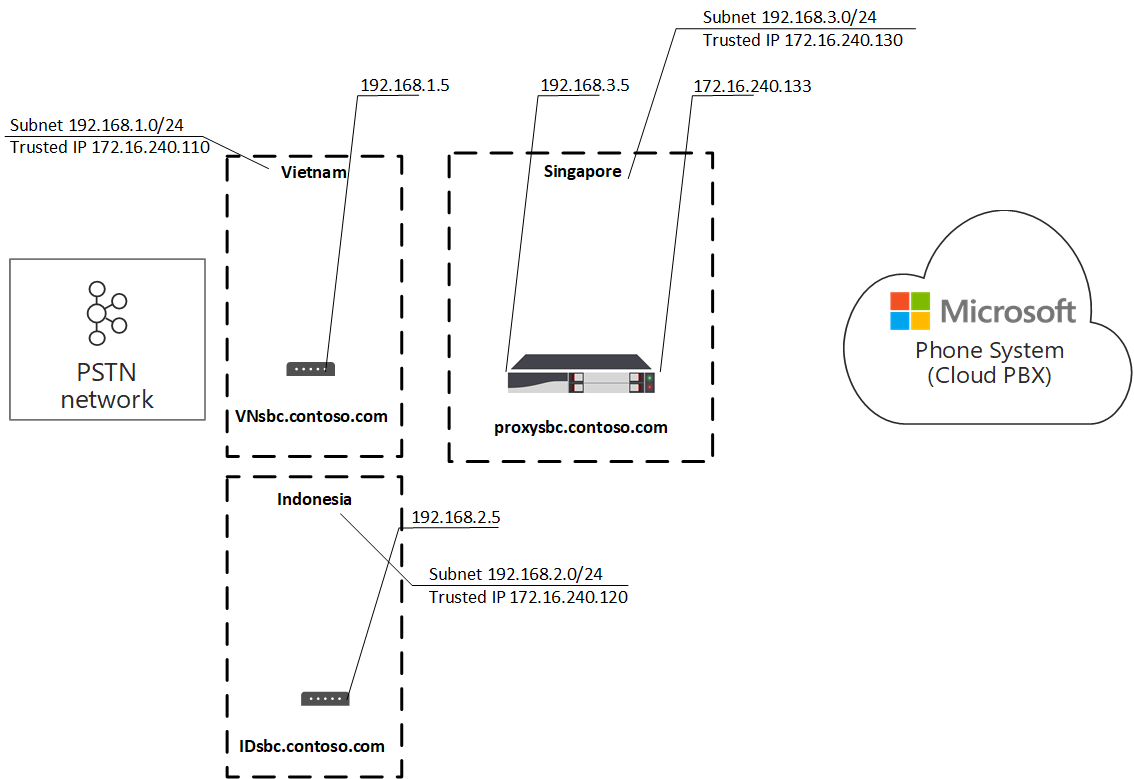 Subnet 192.168.3.0/24
Trusted IP 172.16.240.130
192.168.1.5
192.168.3.5
172.16.240.133
Subnet 192.168.1.0/24
Trusted IP 172.16.240.110
Vietnam
Singapore
Microsoft
Phone System
(Cloud PBX)
PSTN
network
VNsbc.contoso.com
proxysbc.contoso.com
Indonesia
192.168.2.5
Subnet 192.168.2.0/24
Trusted IP 172.16.240.120
IDsbc.contoso.com